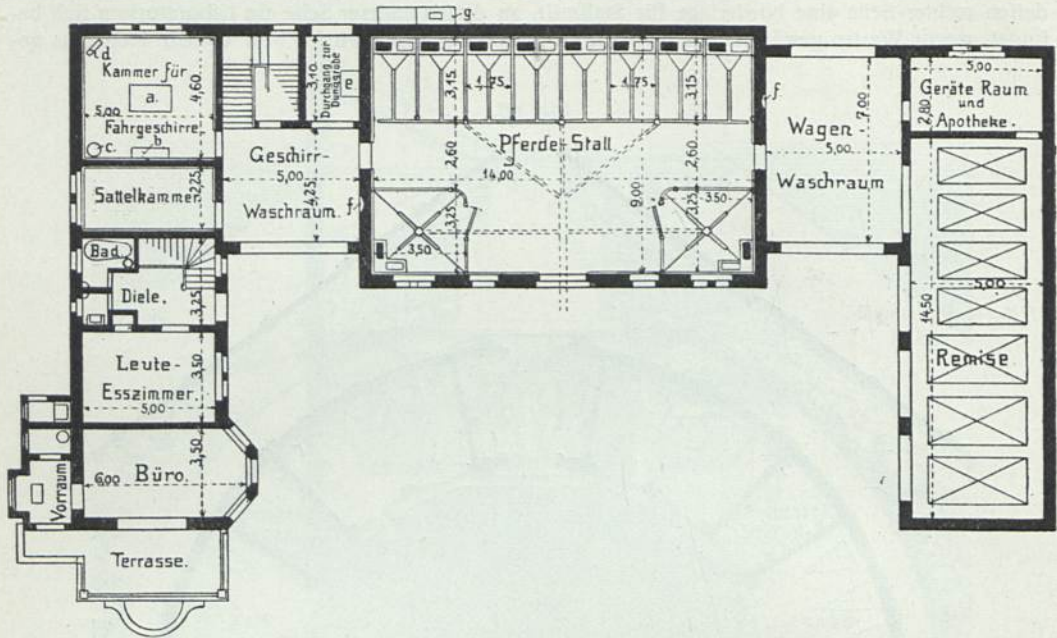 g.
d
Kammer für
a.
4,60
5,00
Fahrgeschirre
c.
b
Sattelkammer
2,25
Bad
Diele.
3,25
Leute-
Esszimmer.
5,00
3,50
Büro.
6,00
3,50
Vorraum
Terrasse.
3,10
Durchgang zur
Dunggrube
e
Geschirr-
5,00
Waschraum.
4,25
f
3,15
1,75
1,75
3,15
Pferde-Stall
2,60
2,60
14,00
9,00
3,25
3,25
3,50
3,50
f
Wagen-
5,00
Waschraum
7,00
5,00
Geräte Raum
und
Apotheke.
2,80
5,00
14,50
Remise